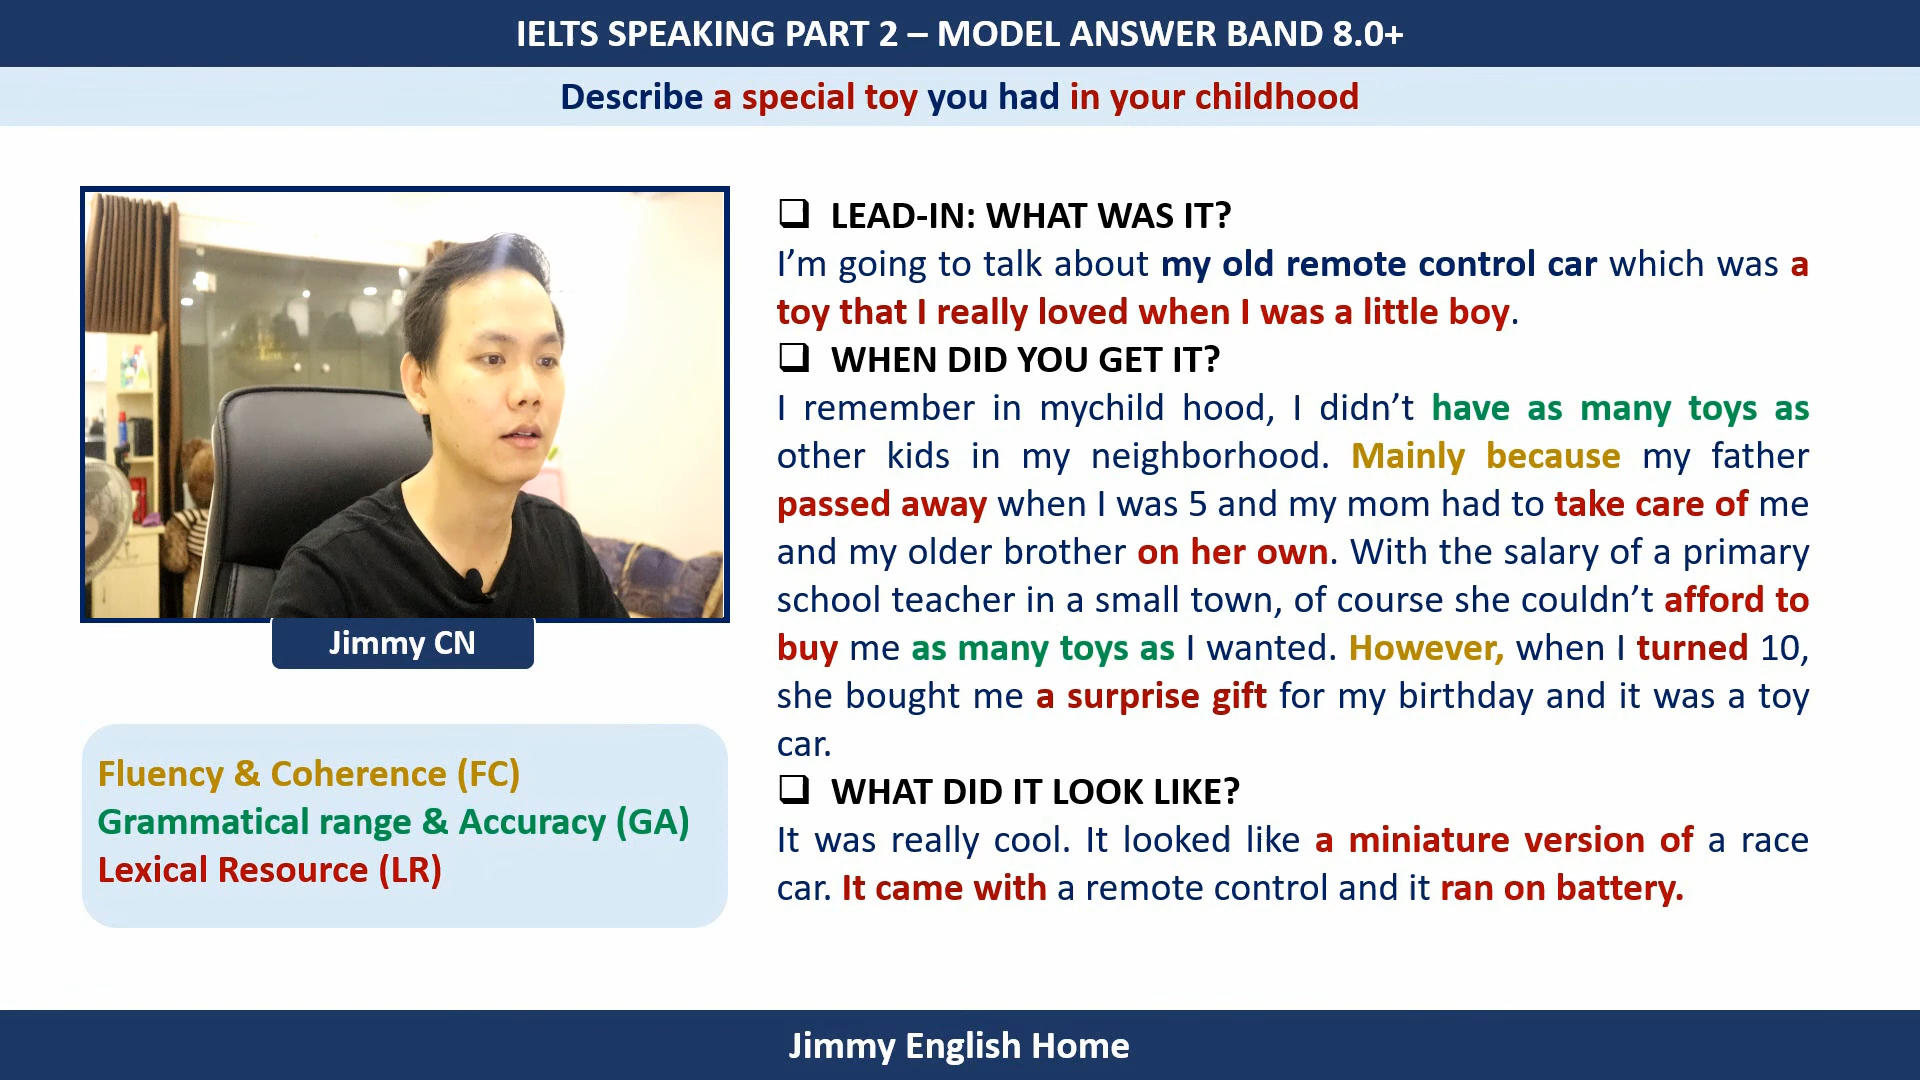 IELTS SPEAKING PART 2 – MODEL ANSWER BAND 8.0+
Describe a special toy you had in your childhood
Jimmy CN
Fluency & Coherence (FC)
Grammatical range & Accuracy (GA)
Lexical Resource (LR)
❑ LEAD-IN: WHAT WAS IT?
I’m going to talk about my old remote control car which was a
toy that I really loved when I was a little boy.
❑ WHEN DID YOU GET IT?
I remember in mychild hood, I didn’t have as many toys as
other kids in my neighborhood. Mainly because my father
passed away when I was 5 and my mom had to take care of me
and my older brother on her own. With the salary of a primary
school teacher in a small town, of course she couldn’t afford to
buy me as many toys as I wanted. However, when I turned 10,
she bought me a surprise gift for my birthday and it was a toy
car.
❑ WHAT DID IT LOOK LIKE?
It was really cool. It looked like a miniature version of a race
car. It came with a remote control and it ran on battery.
Jimmy English Home